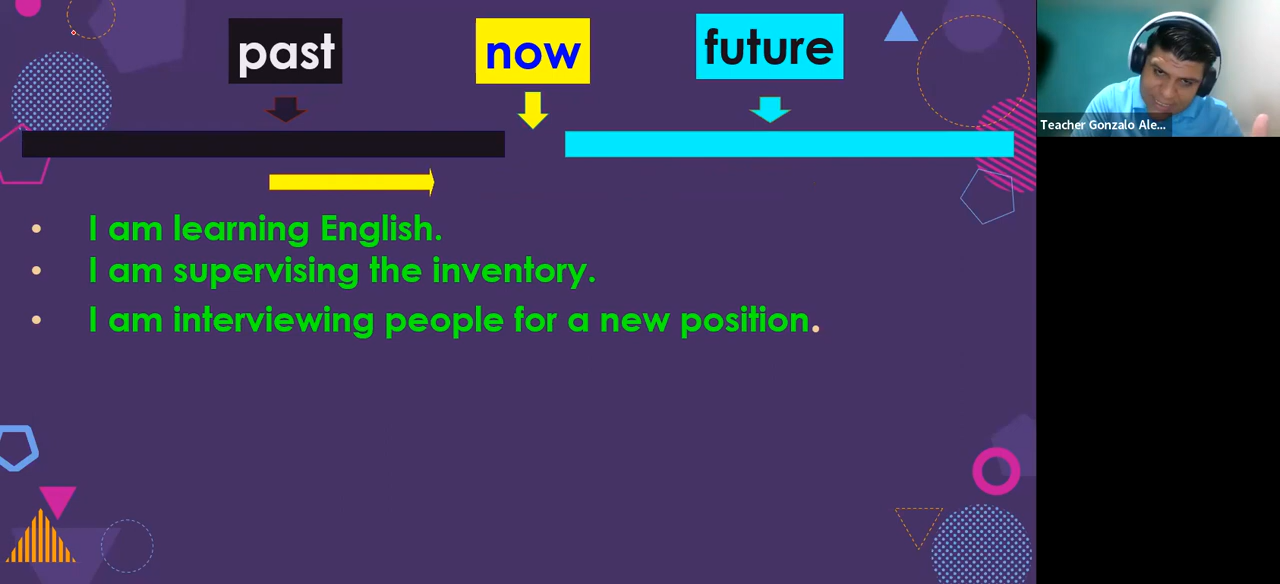 past now future
Teacher Gonzalo Ale...
• I am learning English.
• I am supervising the inventory.
• I am interviewing people for a new position.